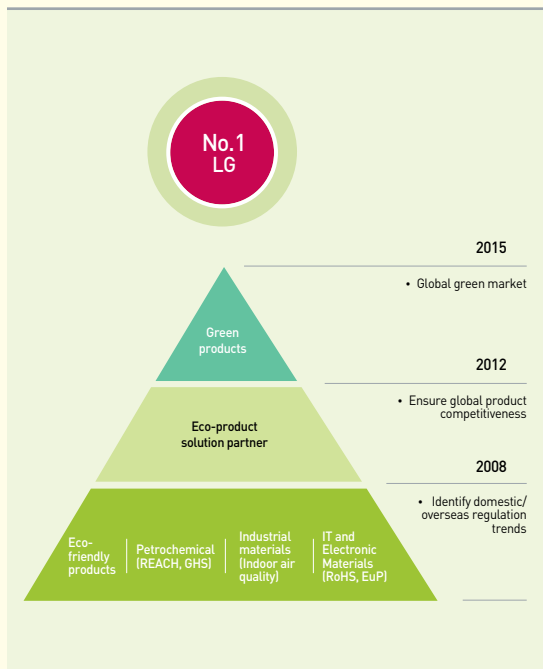 No.1
LG
2015
• Global green market
Green
products
2012
• Ensure global product
competitiveness
Eco-product
solution partner
2008
• Identify domestic/
overseas regulation
trends
Eco-
friendly
products
Petrochemical
(REACH, GHS)
Industrial
materials
(Indoor air
quality)
IT and
Electronic
Materials
(RoHS, EuP)